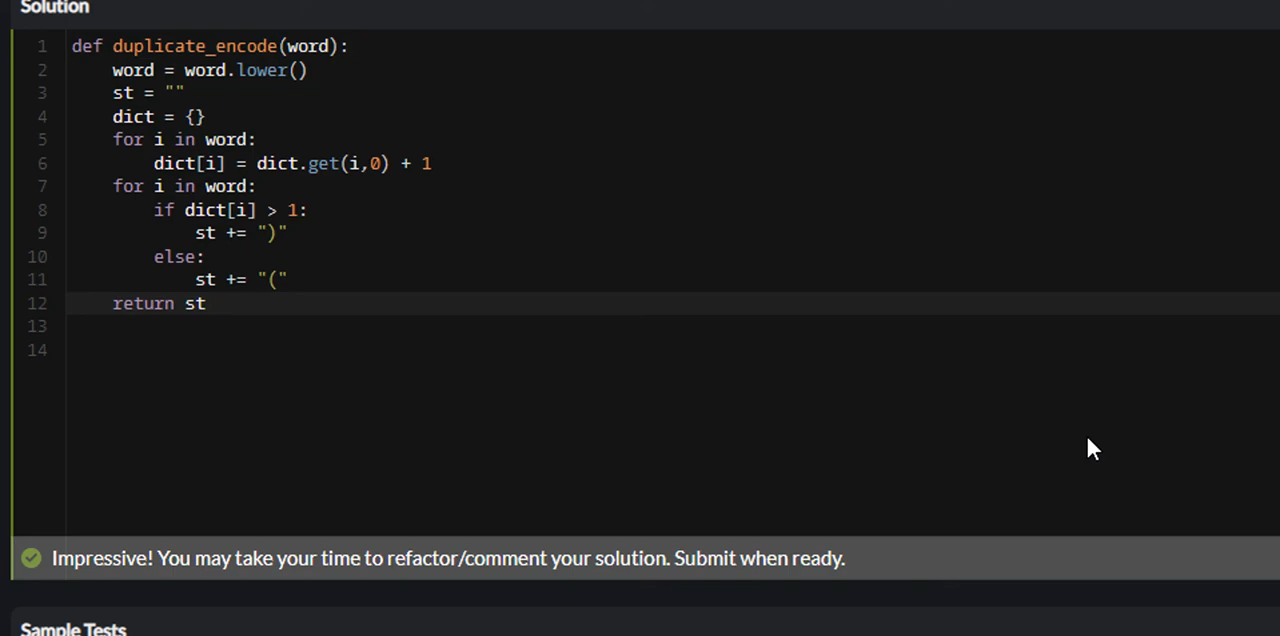 Solution
1 def duplicate_encode(word):
2     word = word.lower()
3     st = ""
4     dict = {}
5     for i in word:
6         dict[i] = dict.get(i,0) + 1
7     for i in word:
8         if dict[i] > 1:
9             st += ")"
10         else:
11             st += "("
12     return st
13
14
Impressive! You may take your time to refactor/comment your solution. Submit when ready.
Sample Tests